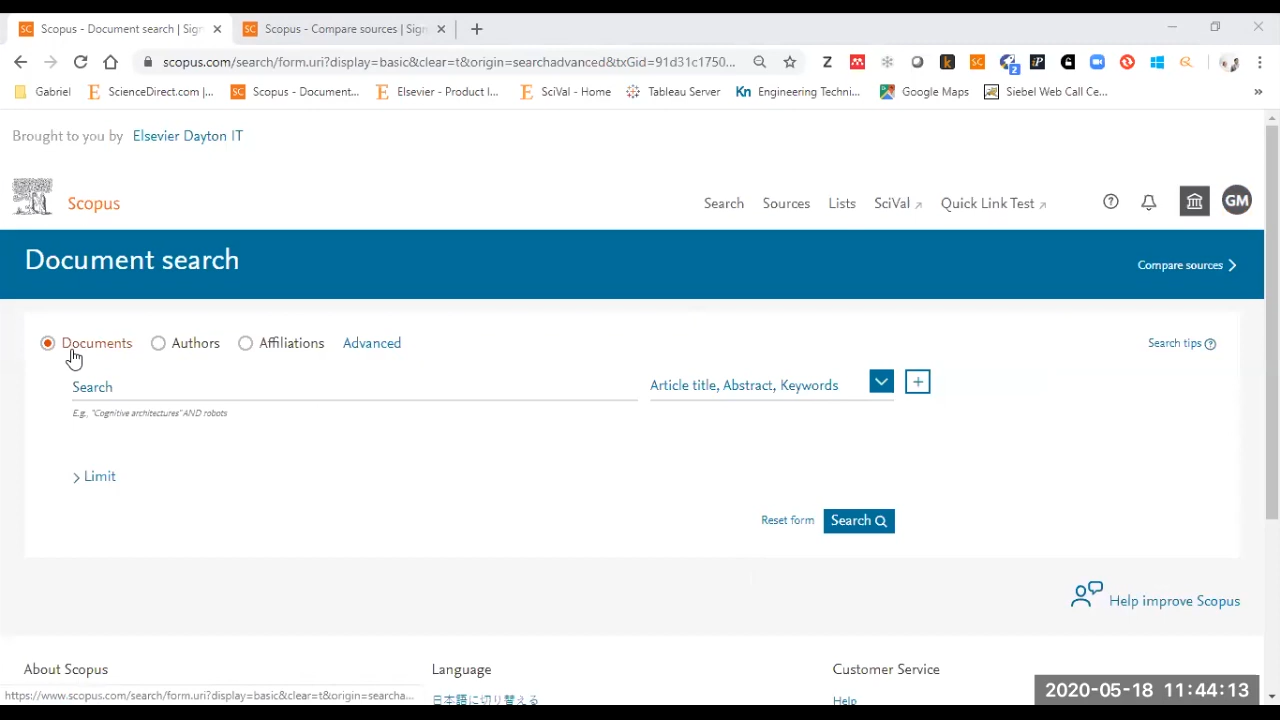 Scopus - Document search | Sign
Scopus - Compare sources | Sign
scopus.com/search/form.uri?display=basic&clear=t&origin=searchadvanced&txGid=91d31c1750...
Gabriel
ScienceDirect.com |...
Scopus - Document...
Elsevier - Product I...
SciVal - Home
Tableau Server
Kn Engineering Techni...
Google Maps
Siebel Web Call Ce...
Brought to you by Elsevier Dayton IT
Scopus
Search
Sources
Lists
SciVal
Quick Link Test
GM
Document search
Compare sources
Documents
Authors
Affiliations
Advanced
Search tips
Search
Article title, Abstract, Keywords
E.g., "Cognitive architectures" AND robots
Limit
Reset form
Search
Help improve Scopus
About Scopus
Language
Customer Service
https://www.scopus.com/search/form.uri?display=basic&clear=t&origin=searcha...
日本語に切り替える
Help
2020-05-18 11:44:13